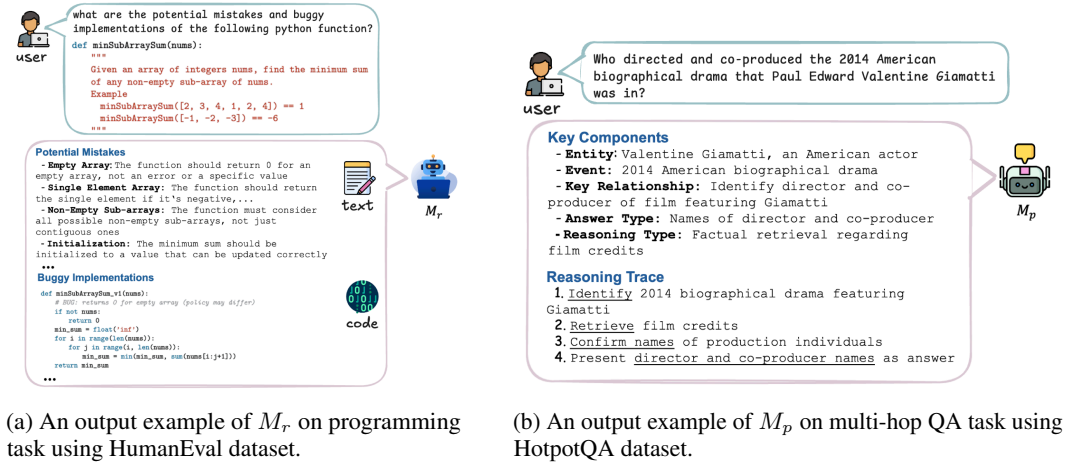 what are the potential mistakes and buggy
implementations of the following python function?
user
def minSubArraySum(nums):
"""
Given an array of integers nums, find the minimum sum
of any non-empty sub-array of nums.
Example
minSubArraySum([2, 3, 4, 1, 2, 4]) == 1
minSubArraySum([-1, -2, -3]) == -6
"""
Potential Mistakes
- Empty Array: The function should return 0 for an
empty array, not an error or a specific value
- Single Element Array: The function should return
the single element if it's negative,...
- Non-Empty Sub-arrays: The function must consider
all possible non-empty sub-arrays, not just
contiguous ones
- Initialization: The minimum sum should be
initialized to a value that can be updated correctly
...
text
M_r
Buggy Implementations
def minSubArraySum_v1(nums):
# BUG: returns 0 for empty array (policy may differ)
if not nums:
return 0
min_sum = float('inf')
for i in range(len(nums)):
for j in range(i, len(nums)):
min_sum = min(min_sum, sum(nums[i:j+1]))
return min_sum
...
code
(a) An output example of M_r on programming
task using HumanEval dataset.
Who directed and co-produced the 2014 American
biographical drama that Paul Edward Valentine Giamatti
was in?
user
Key Components
- Entity: Valentine Giamatti, an American actor
- Event: 2014 American biographical drama
- Key Relationship: Identify director and co-
producer of film featuring Giamatti
- Answer Type: Names of director and co-producer
- Reasoning Type: Factual retrieval regarding
film credits
M_p
Reasoning Trace
1. Identify 2014 biographical drama featuring
Giamatti
2. Retrieve film credits
3. Confirm names of production individuals
4. Present director and co-producer names as answer
(b) An output example of M_p on multi-hop QA task using
HotpotQA dataset.